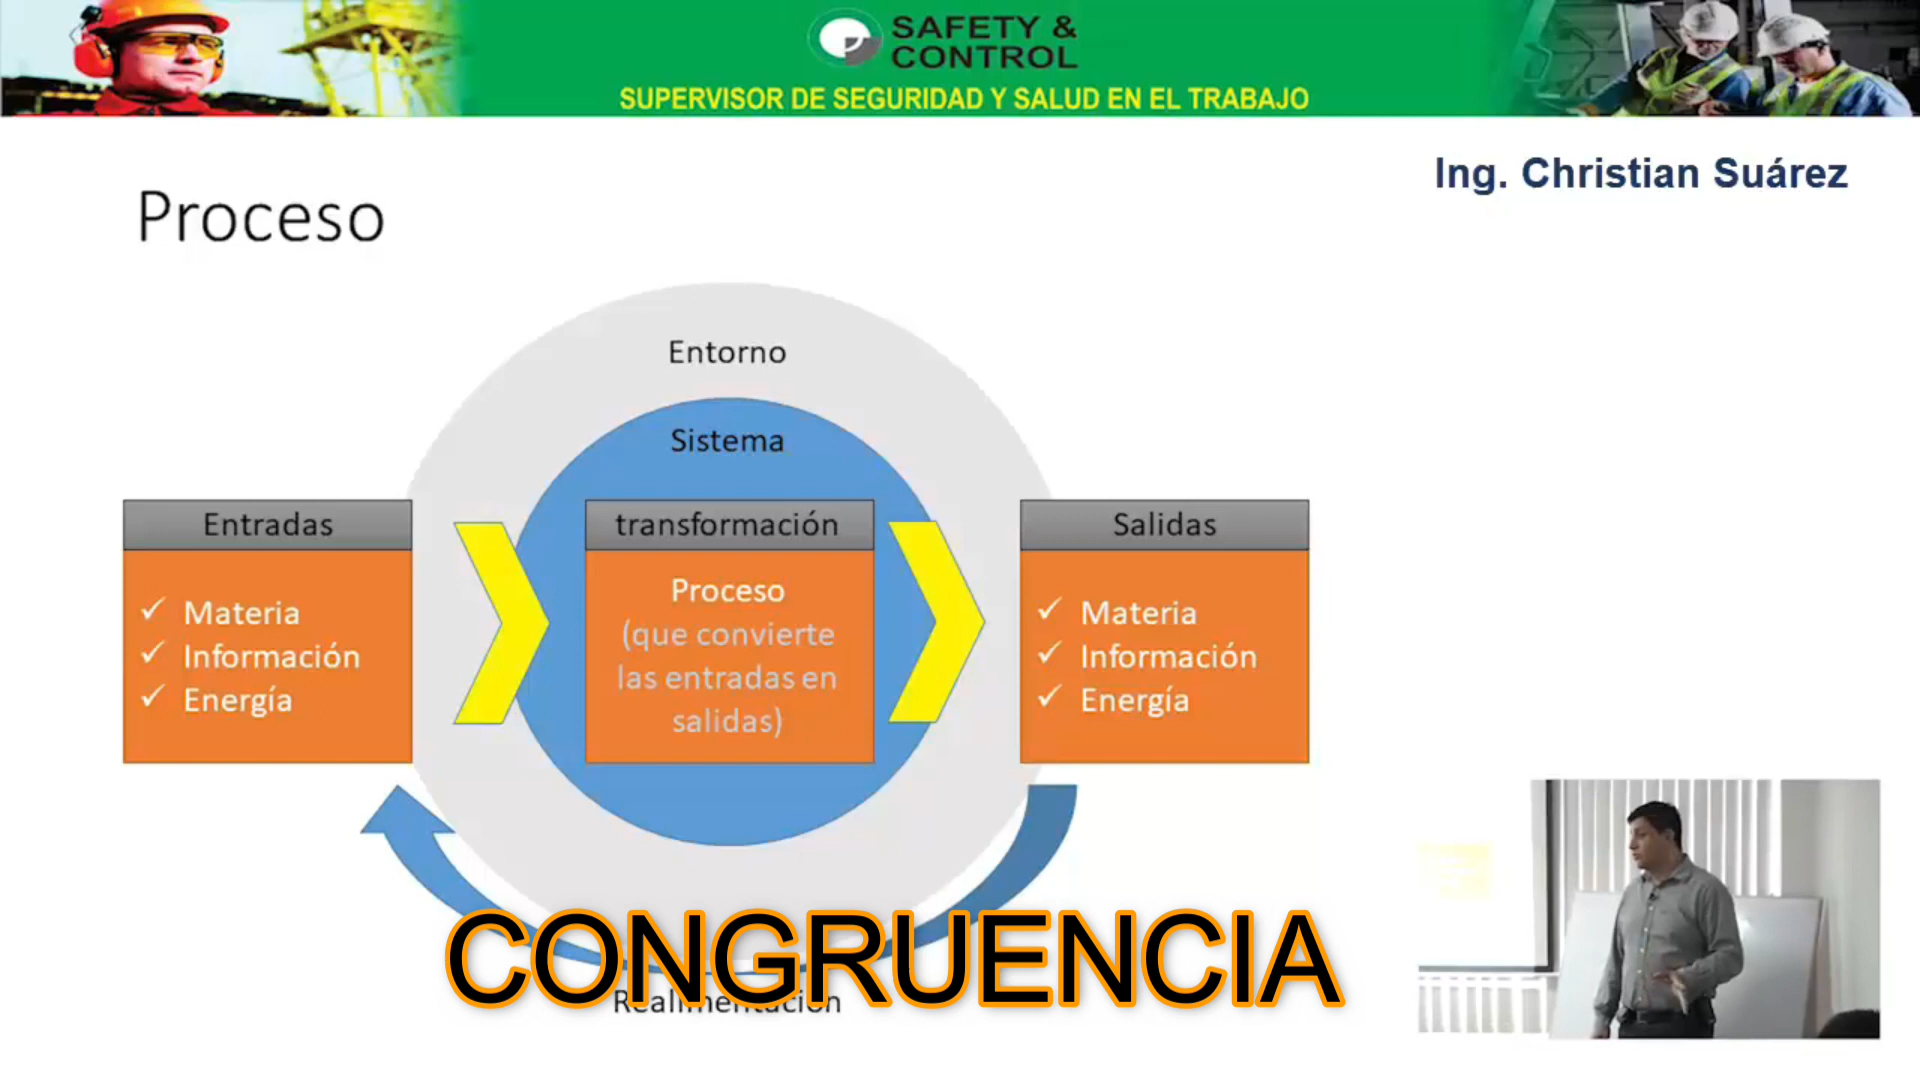 SAFETY &
CONTROL
SUPERVISOR DE SEGURIDAD Y SALUD EN EL TRABAJO
Ing. Christian Suárez
Proceso
Entorno
Sistema
Entradas
✓ Materia
✓ Información
✓ Energía
transformación
Proceso
(que convierte
las entradas en
salidas)
Salidas
✓ Materia
✓ Información
✓ Energía
CONGRUENCIA
Realimentación